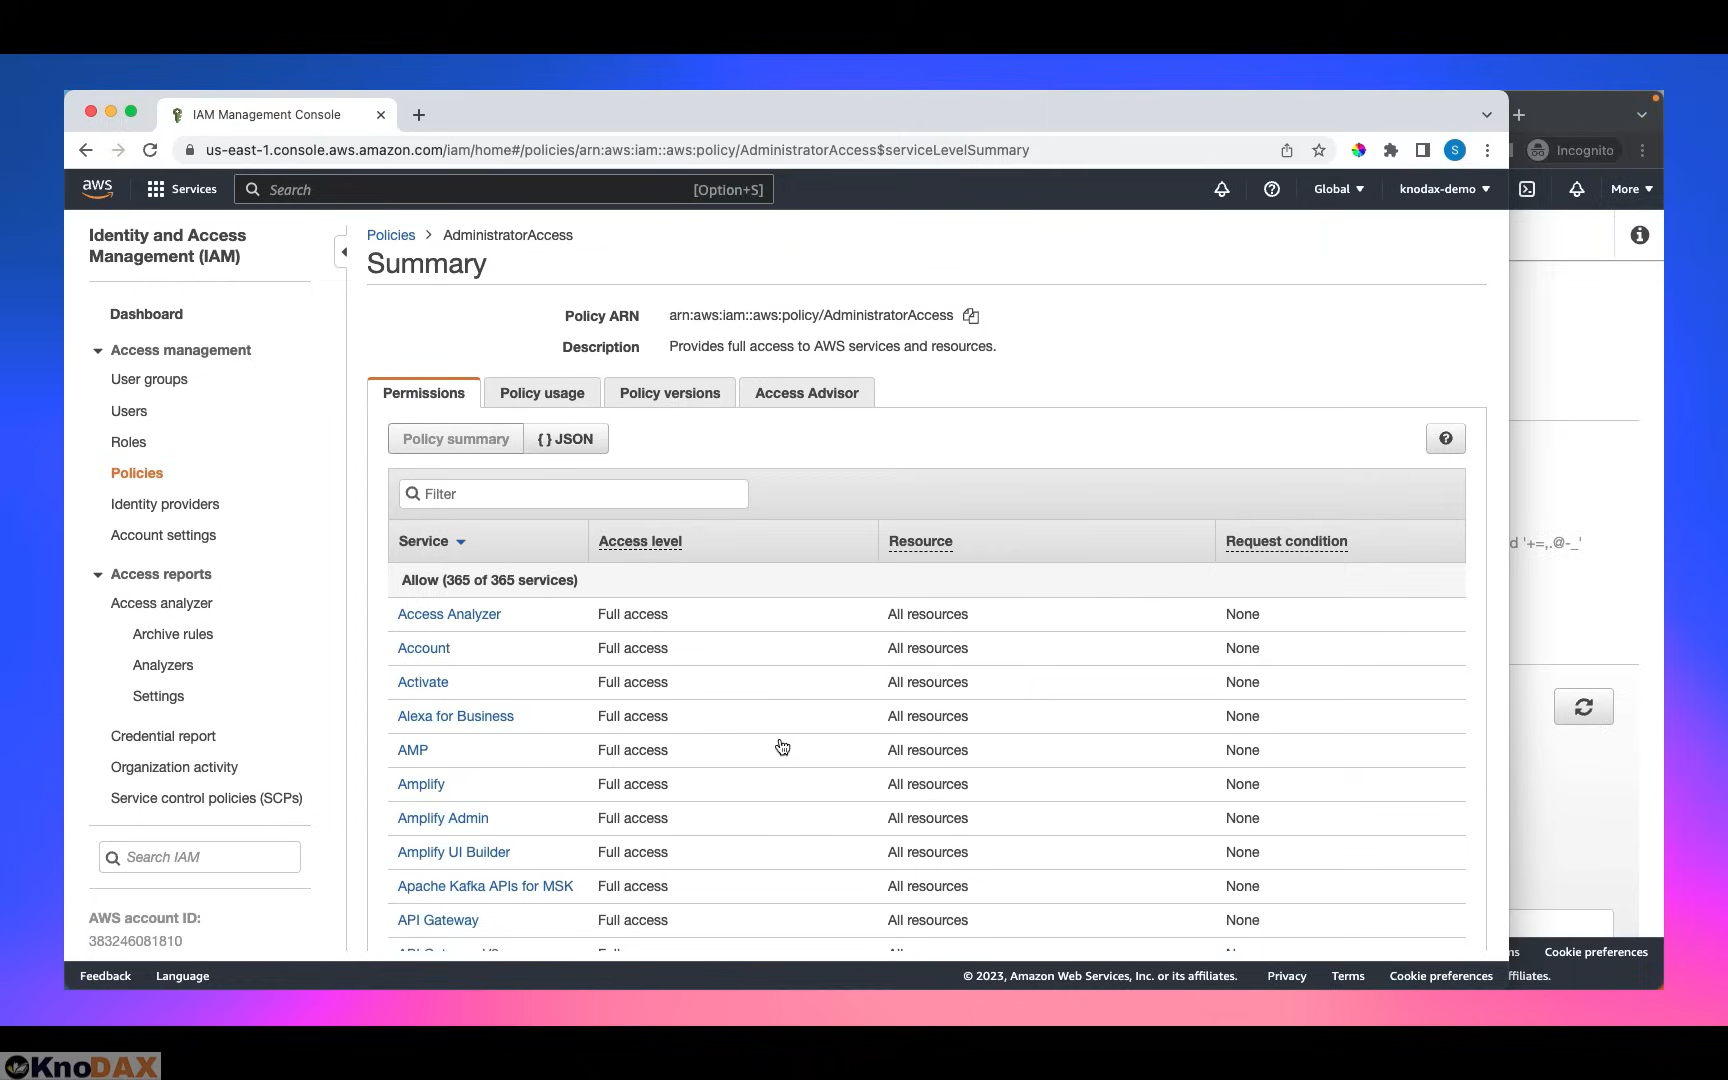 IAM Management Console
us-east-1.console.aws.amazon.com/iam/home#/policies/arn:aws:iam::aws:policy/AdministratorAccess$serviceLevelSummary
S
Incognito
aws
Services
Search
[Option+S]
Global
knodax-demo
More
Identity and Access
Management (IAM)
Dashboard
Access management
User groups
Users
Roles
Policies
Identity providers
Account settings
Access reports
Access analyzer
Archive rules
Analyzers
Settings
Credential report
Organization activity
Service control policies (SCPs)
Search IAM
AWS account ID:
383246081810
Policies > AdministratorAccess
Summary
Policy ARN arn:aws:iam::aws:policy/AdministratorAccess
Description Provides full access to AWS services and resources.
Permissions Policy usage Policy versions Access Advisor
Policy summary { } JSON
Filter
Service Access level Resource Request condition
Allow (365 of 365 services)
Access Analyzer Full access All resources None
Account Full access All resources None
Activate Full access All resources None
Alexa for Business Full access All resources None
AMP Full access All resources None
Amplify Full access All resources None
Amplify Admin Full access All resources None
Amplify UI Builder Full access All resources None
Apache Kafka APIs for MSK Full access All resources None
API Gateway Full access All resources None
d '+=,.@-_'
ns Cookie preferences
Feedback Language © 2023, Amazon Web Services, Inc. or its affiliates. Privacy Terms Cookie preferences ffiliates.
KnoDAX